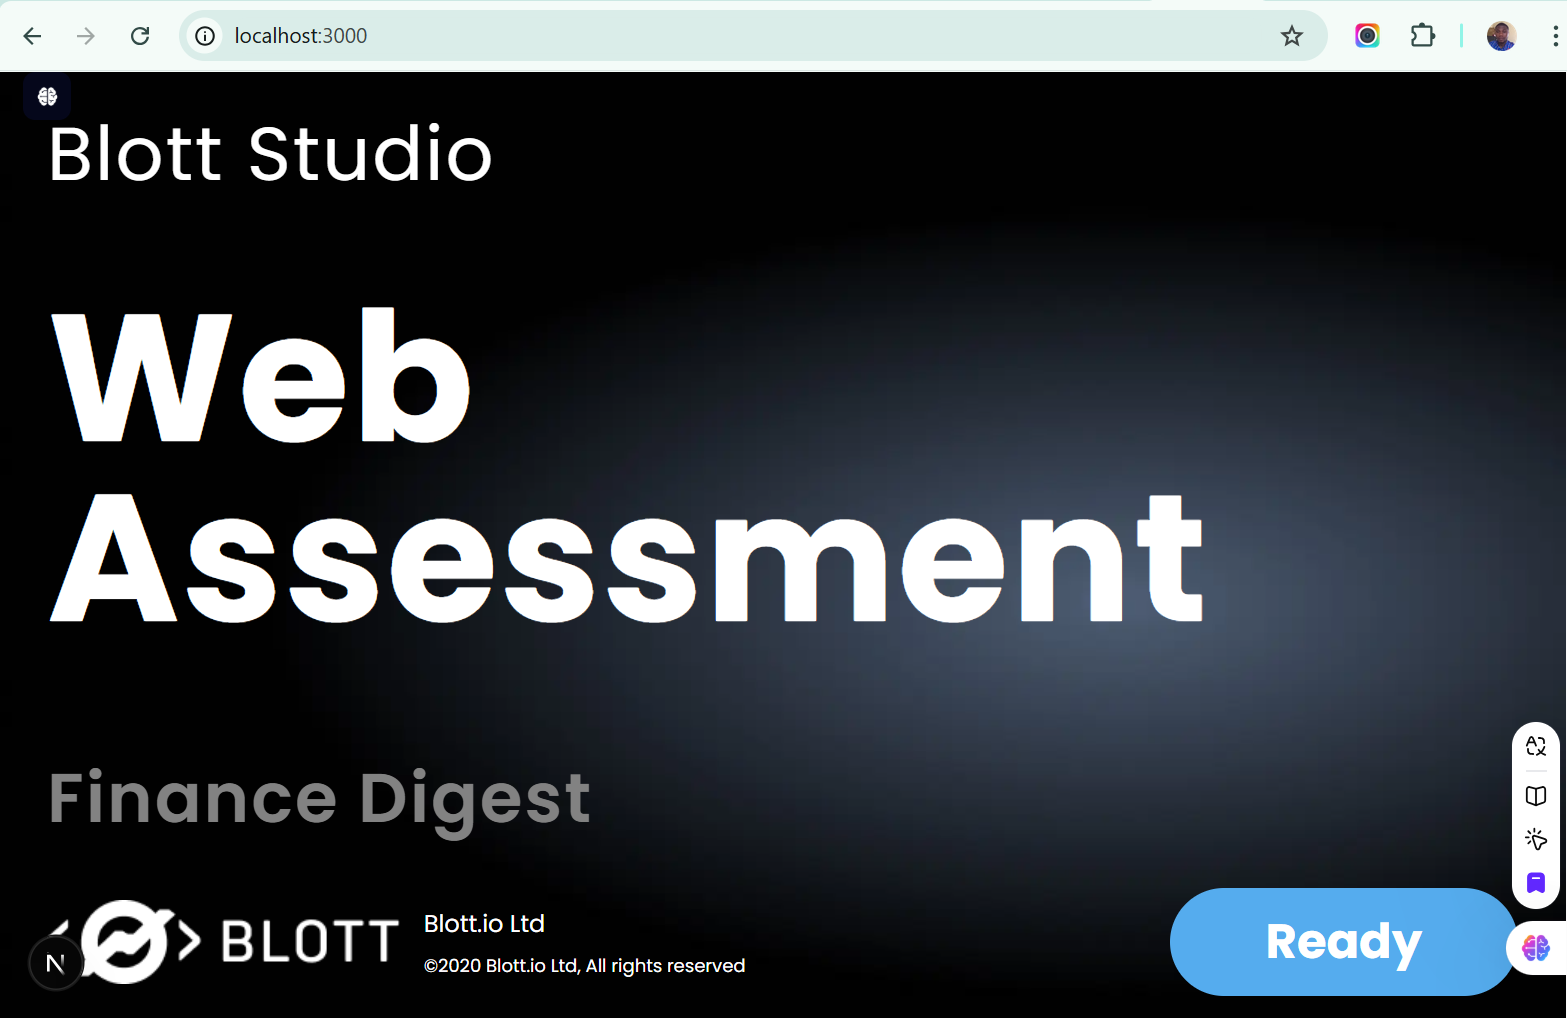 localhost:3000
Blott Studio
Web
Assessment
Finance Digest
BLOTT
Blott.io Ltd
©2020 Blott.io Ltd, All rights reserved
Ready
N